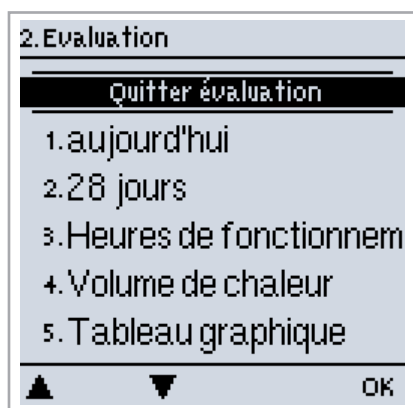 2.Evaluation
Quitter évaluation
1.aujourd'hui
2.28 jours
3.Heures de fonctionnem
4.Volume de chaleur
5.Tableau graphique
▲ ▼ OK